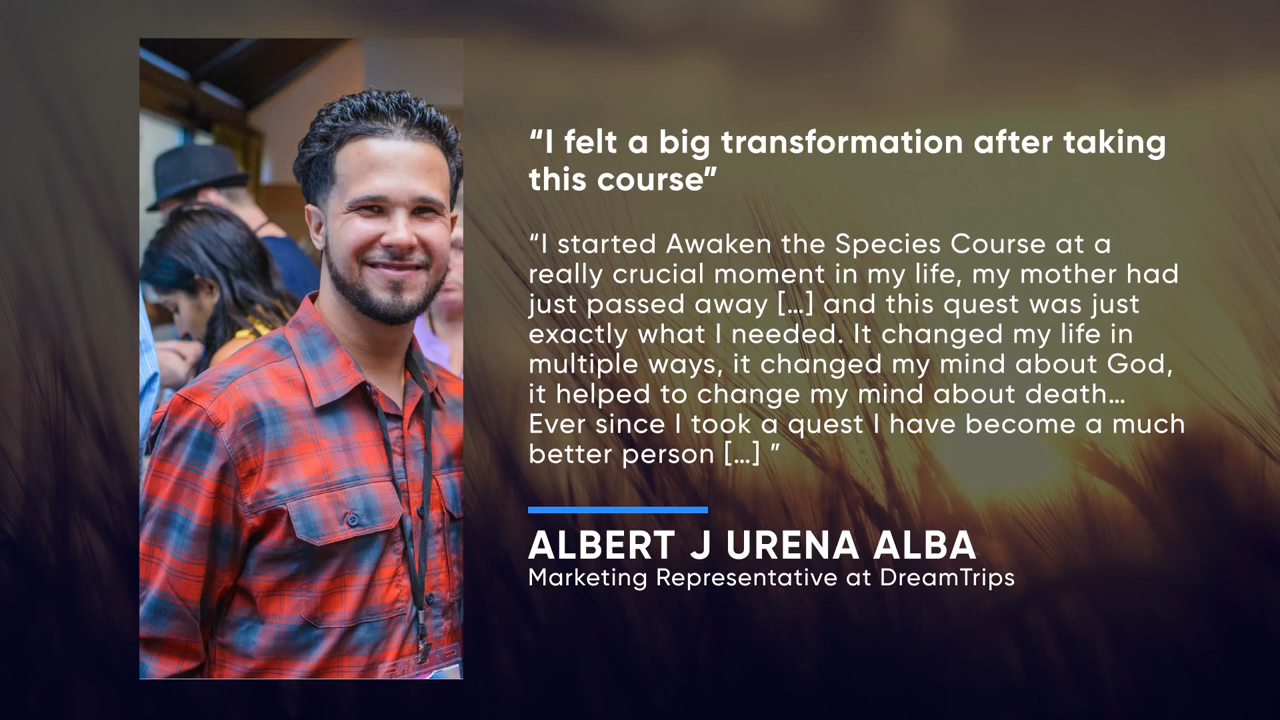 “I felt a big transformation after taking
this course”
“I started Awaken the Species Course at a
really crucial moment in my life, my mother had
just passed away [...] and this quest was just
exactly what I needed. It changed my life in
multiple ways, it changed my mind about God,
it helped to change my mind about death...
Ever since I took a quest I have become a much
better person [...] ”
ALBERT J URENA ALBA
Marketing Representative at DreamTrips